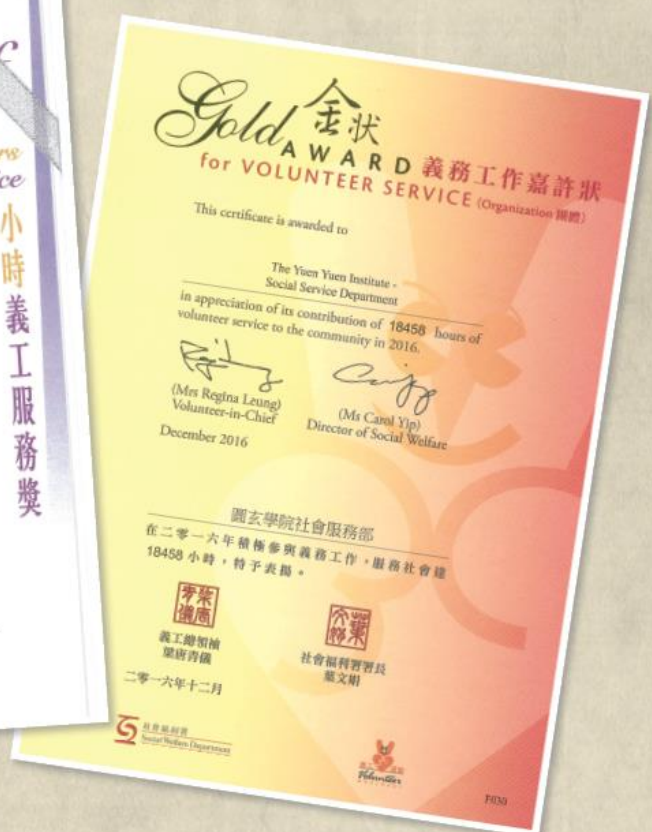 小時義工服務獎
Gold 金状
AWARD 義務工作嘉許狀
for VOLUNTEER SERVICE (Organization 團體)
This certificate is awarded to
The Yuen Yuen Institute -
Social Service Department
in appreciation of its contribution of 18458 hours of
volunteer service to the community in 2016.
(Mrs Regina Leung)
Volunteer-in-Chief
December 2016
(Ms Carol Yip)
Director of Social Welfare
圓玄學院社會服務部
在二零一六年積極參與義務工作，服務社會達
18458 小時，特予表揚。
義工總領袖
梁唐青儀
二零一六年十二月
社會福利署署長
葉文娟
社會福利署
Social Welfare Department
Volunteer
F030